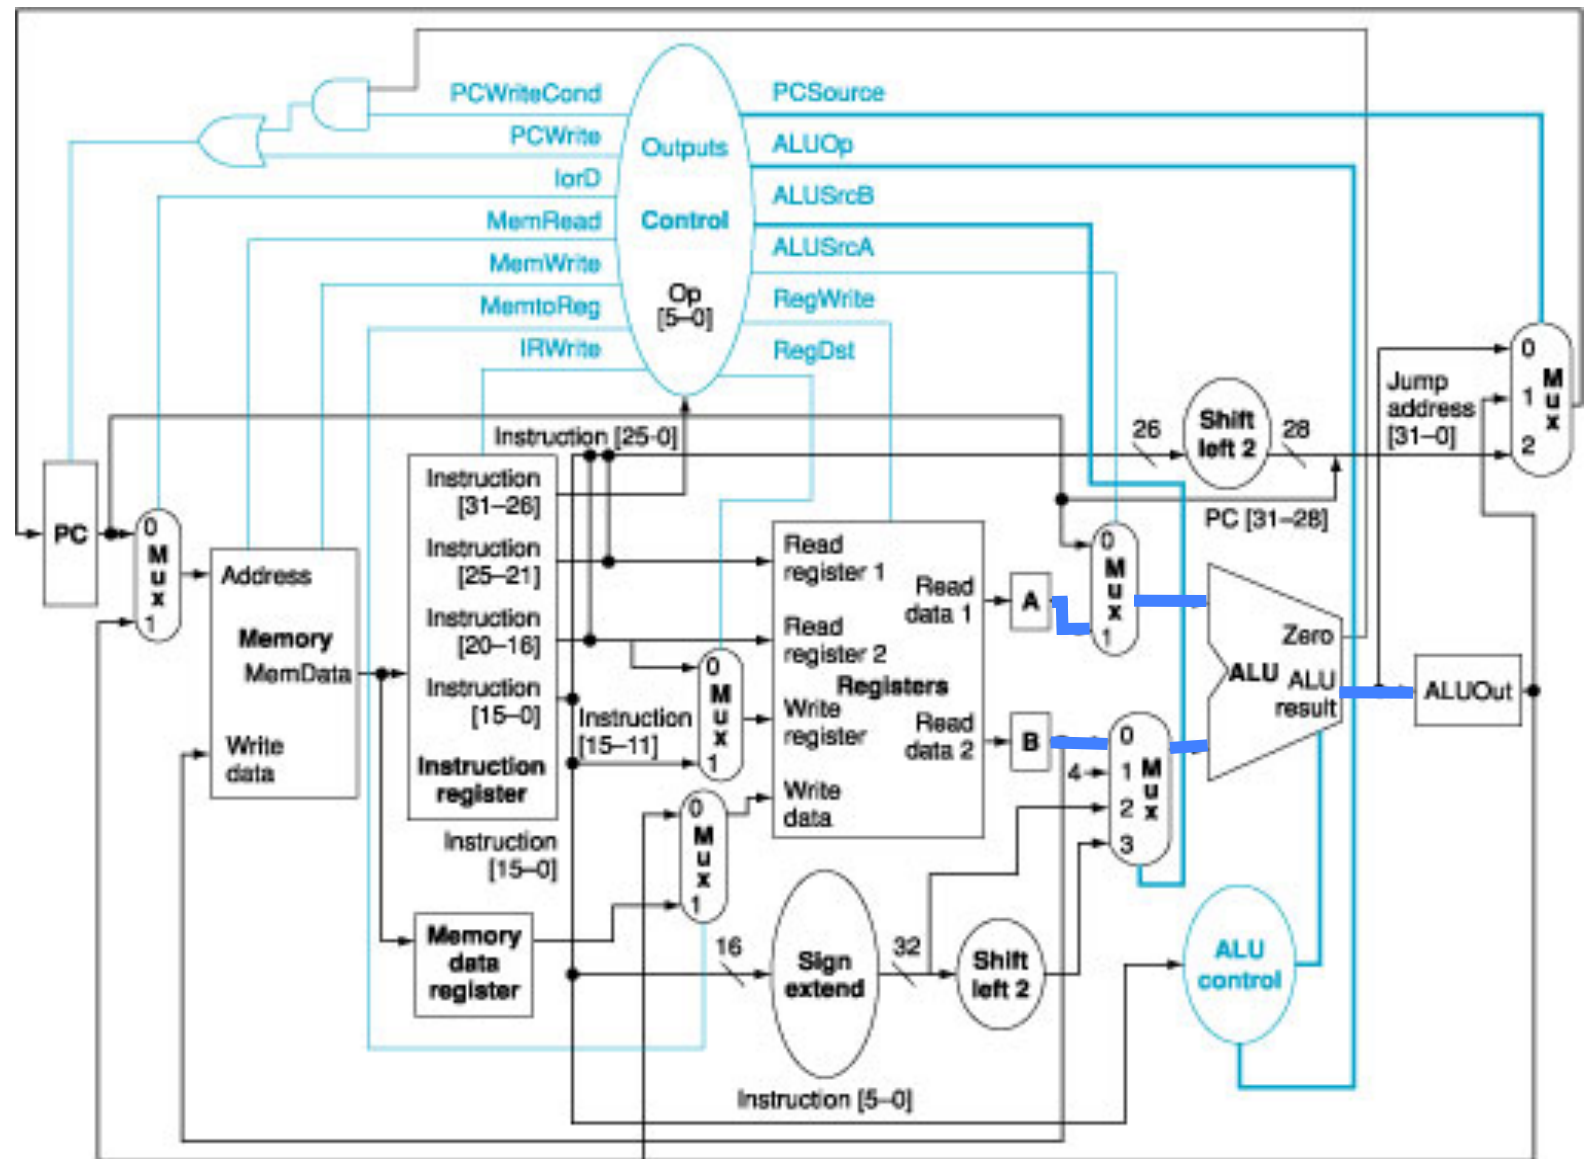 PCWriteCond
PCWrite
IorD
MemRead
MemWrite
MemtoReg
IRWrite
Outputs
Control
Op
[5–0]
PCSource
ALUOp
ALUSrcB
ALUSrcA
RegWrite
RegDst
PC
0
M
u
x
1
Address
Memory
MemData
Write
data
Instruction [25-0]
Instruction
[31–26]
Instruction
[25–21]
Instruction
[20–16]
Instruction
[15–0]
Instruction
register
Instruction
[15–0]
Memory
data
register
Instruction
[15–11]
0
M
u
x
1
0
M
u
x
1
Read
register 1
Read
register 2
Registers
Write
register
Write
data
Read
data 1
Read
data 2
A
B
4
0
M
u
x
1
0
1
2
3
M
u
x
16
Sign
extend
32
Shift
left 2
Instruction [5–0]
26
Shift
left 2
28
PC [31–28]
Jump
address
[31–0]
0
1
2
M
u
x
Zero
ALU
ALU
result
ALUOut
ALU
control